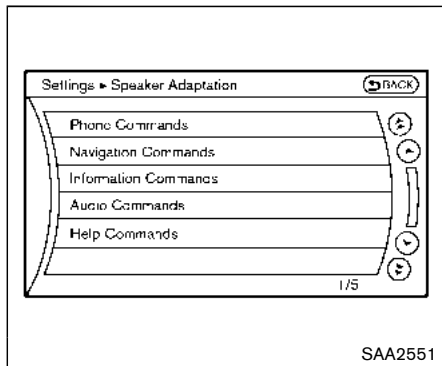 Settings ▸ Speaker Adaptation
BACK
Phone Commands
Navigation Commands
Information Commands
Audio Commands
Help Commands
1/5
SAA2551